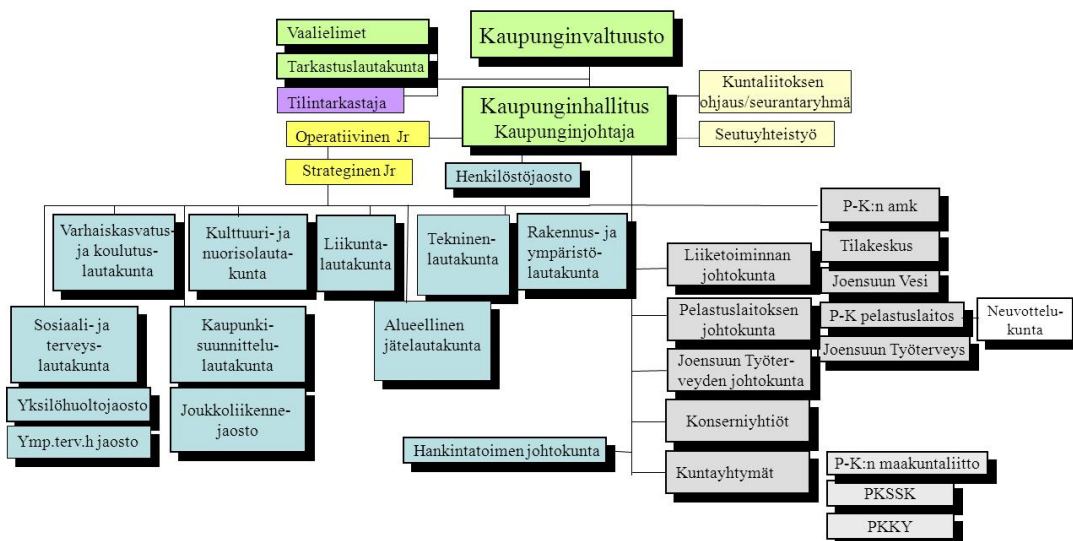 Vaalielimet
Tarkastuslautakunta
Tilintarkastaja
Kaupunginvaltuusto
Kaupunginhallitus
Kaupunginjohtaja
Kuntaliitoksen
ohjaus/seurantaryhmä
Seutuyhteistyö
Operatiivinen Jr
Strateginen Jr
Henkilöstöjaosto
Varhaiskasvatus-
ja koulutus-
lautakunta
Kulttuuri- ja
nuorisolauta-
kunta
Liikunta-
lautakunta
Tekninen-
lautakunta
Rakennus- ja
ympäristö-
lautakunta
Sosiaali- ja
terveys-
lautakunta
Kaupunki-
suunnittelu-
lautakunta
Alueellinen
jätelautakunta
Yksilöhuoltojaosto
Ymp.terv.h jaosto
Joukkoliikenne-
jaosto
Hankintatoimen johtokunta
Liiketoiminnan
johtokunta
Pelastuslaitoksen
johtokunta
Joensuun Työter-
veyden johtokunta
Konserniyhtiöt
Kuntayhtymät
P-K:n amk
Tilakeskus
Joensuun Vesi
P-K pelastuslaitos
Joensuun Työterveys
Neuvottelu-
kunta
P-K:n maakuntaliitto
PKSSK
PKKY